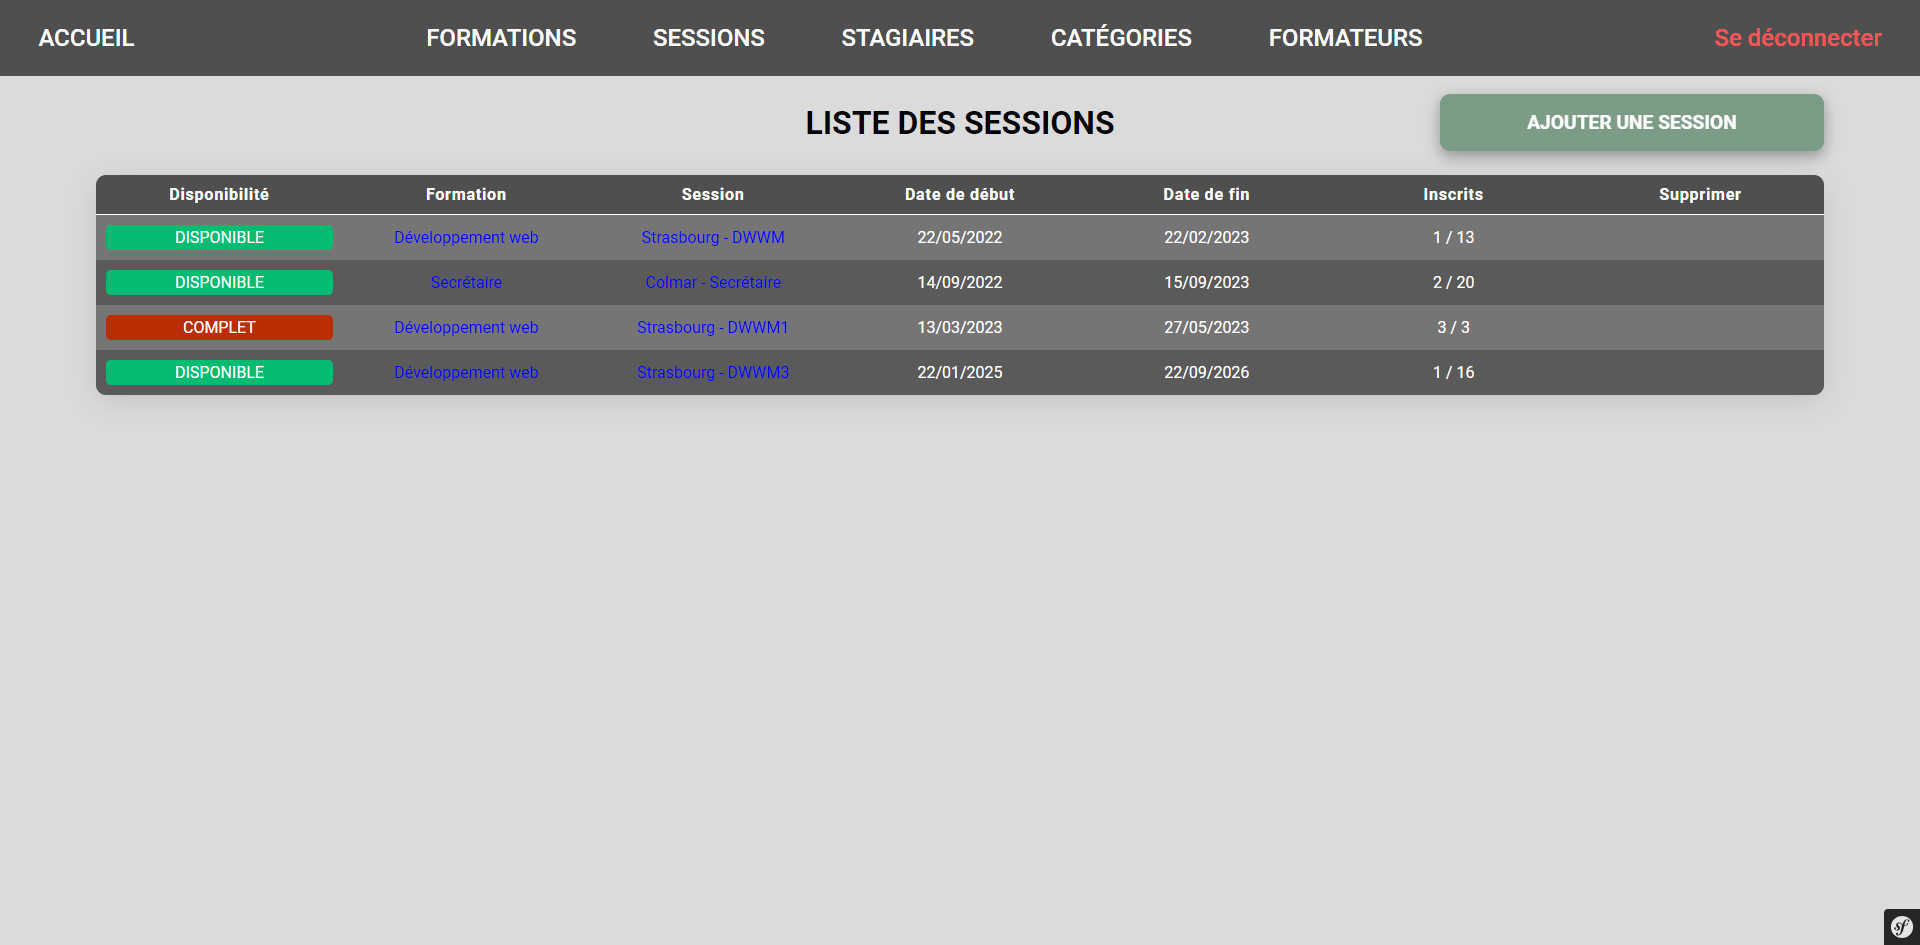 ACCUEIL FORMATIONS SESSIONS STAGIAIRES CATÉGORIES FORMATEURS Se déconnecter
LISTE DES SESSIONS AJOUTER UNE SESSION
Disponibilité Formation Session Date de début Date de fin Inscrits Supprimer
DISPONIBLE Développement web Strasbourg - DWWM 22/05/2022 22/02/2023 1 / 13
DISPONIBLE Secrétaire Colmar - Secrétaire 14/09/2022 15/09/2023 2 / 20
COMPLET Développement web Strasbourg - DWWM1 13/03/2023 27/05/2023 3 / 3
DISPONIBLE Développement web Strasbourg - DWWM3 22/01/2025 22/09/2026 1 / 16
sf